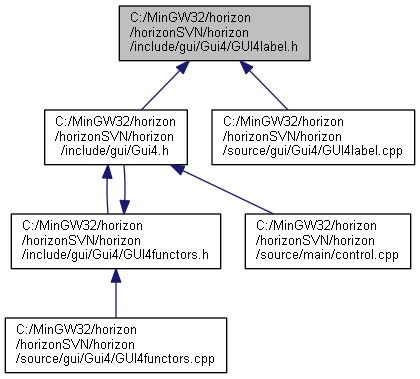 C:/MinGW32/horizon
/horizonSVN/horizon
/include/gui/Gui4/GUI4label.h
C:/MinGW32/horizon
/horizonSVN/horizon
/include/gui/Gui4.h
C:/MinGW32/horizon
/horizonSVN/horizon
/source/gui/Gui4/GUI4label.cpp
C:/MinGW32/horizon
/horizonSVN/horizon
/include/gui/Gui4/GUI4functors.h
C:/MinGW32/horizon
/horizonSVN/horizon
/source/main/control.cpp
C:/MinGW32/horizon
/horizonSVN/horizon
/source/gui/Gui4/GUI4functors.cpp